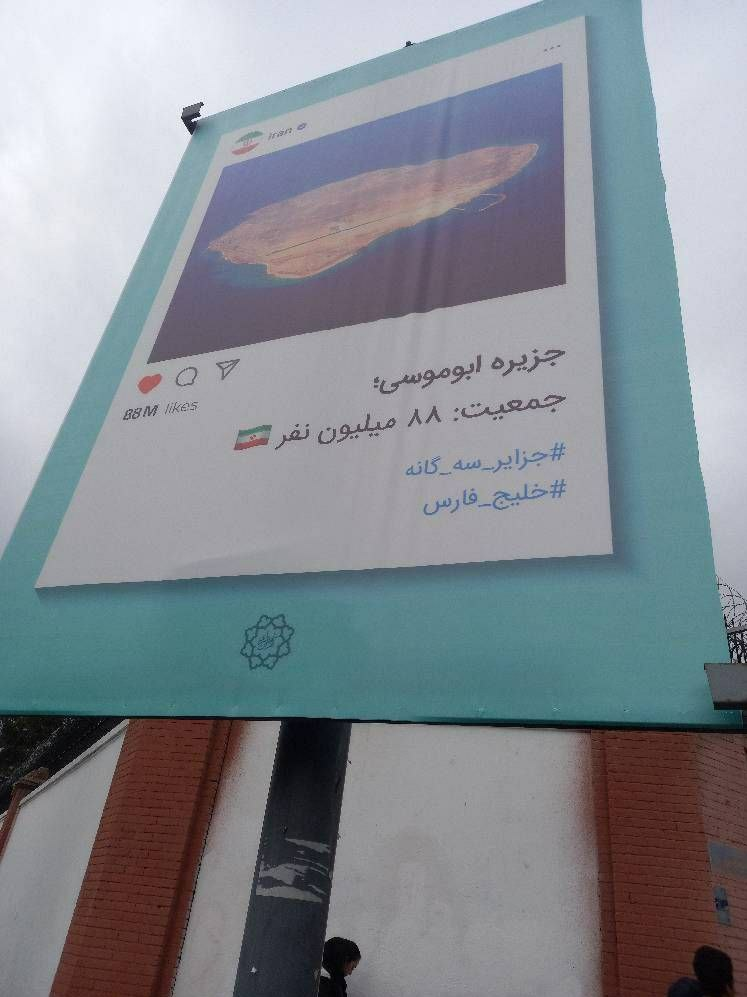 iran
88M likes
جزیره ابوموسی؛
جمعیت: ۸۸ میلیون نفر
#جزایر_سه_گانه
#خلیج_فارس